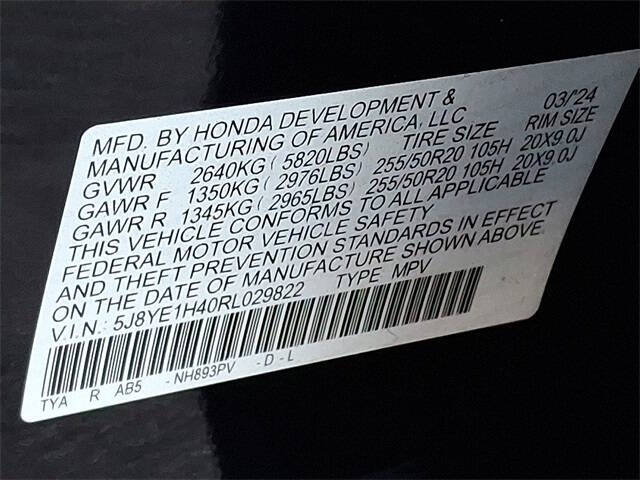 MFD. BY HONDA DEVELOPMENT & 03/'24
MANUFACTURING OF AMERICA, LLC
GVWR 2640KG (5820LBS) TIRE SIZE RIM SIZE
GAWR F 1350KG (2976LBS) 255/50R20 105H 20X9.0J
GAWR R 1345KG (2965LBS) 255/50R20 105H 20X9.0J
THIS VEHICLE CONFORMS TO ALL APPLICABLE
FEDERAL MOTOR VEHICLE SAFETY
AND THEFT PREVENTION STANDARDS IN EFFECT
ON THE DATE OF MANUFACTURE SHOWN ABOVE.
V.I.N.: 5J8YE1H40RL029822 TYPE MPV
TYA R AB5 -NH893PV -D-L